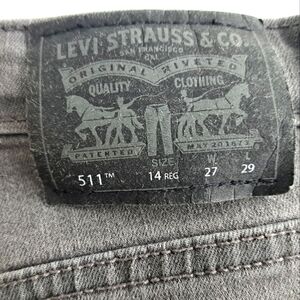 LEVI STRAUSS & CO.
SAN FRANCISCO
CAL
ORIGINAL RIVETED
QUALITY CLOTHING
PATENTED MAY 20 1873
SIZE W L
511™ 14 REG 27 29